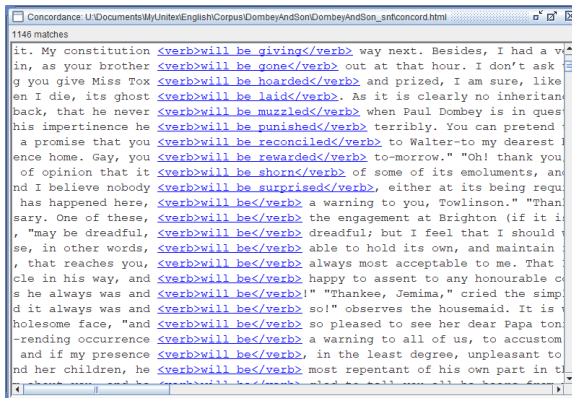 Concordance: U:\Documents\MyUnitex\English\Corpus\DombeyAndSon\DombeyAndSon_snt\concord.html
1146 matches
it. My constitution <verb>will be giving</verb> way next. Besides, I had a ve
in, as your brother <verb>will be gone</verb> out at that hour. I don't ask
g you give Miss Tox <verb>will be hoarded</verb> and prized, I am sure, like
en I die, its ghost <verb>will be laid</verb>. As it is clearly no inheritanc
back, that he never <verb>will be muzzled</verb> when Paul Dombey is in quest
his impertinence he <verb>will be punished</verb> terribly. You can pretend
a promise that you <verb>will be reconciled</verb> to Walter-to my dearest
ence home. Gay, you <verb>will be rewarded</verb> to-morrow." "Oh! thank you,
of opinion that it <verb>will be shorn</verb> of some of its emoluments, and
nd I believe nobody <verb>will be surprised</verb>, either at its being requi
has happened here, <verb>will be</verb> a warning to you, Towlinson." "Than
sary. One of these, <verb>will be</verb> the engagement at Brighton (if it i
, "may be dreadful, <verb>will be</verb> dreadful; but I feel that I should
se, in other words, <verb>will be</verb> able to hold its own, and maintain
, that reaches you, <verb>will be</verb> always most acceptable to me. That
cle in his way, and <verb>will be</verb> happy to assent to any honourable co
s he always was and <verb>will be</verb>!" "Thankee, Jemima," cried the simpl
d it always was and <verb>will be</verb> so!" observes the housemaid. It is
holesome face, "and <verb>will be</verb> so pleased to see her dear Papa toni
-rending occurrence <verb>will be</verb> a warning to all of us, to accustom
and if my presence <verb>will be</verb>, in the least degree, unpleasant to
nd her children, he <verb>will be</verb> most repentant of his own part in th